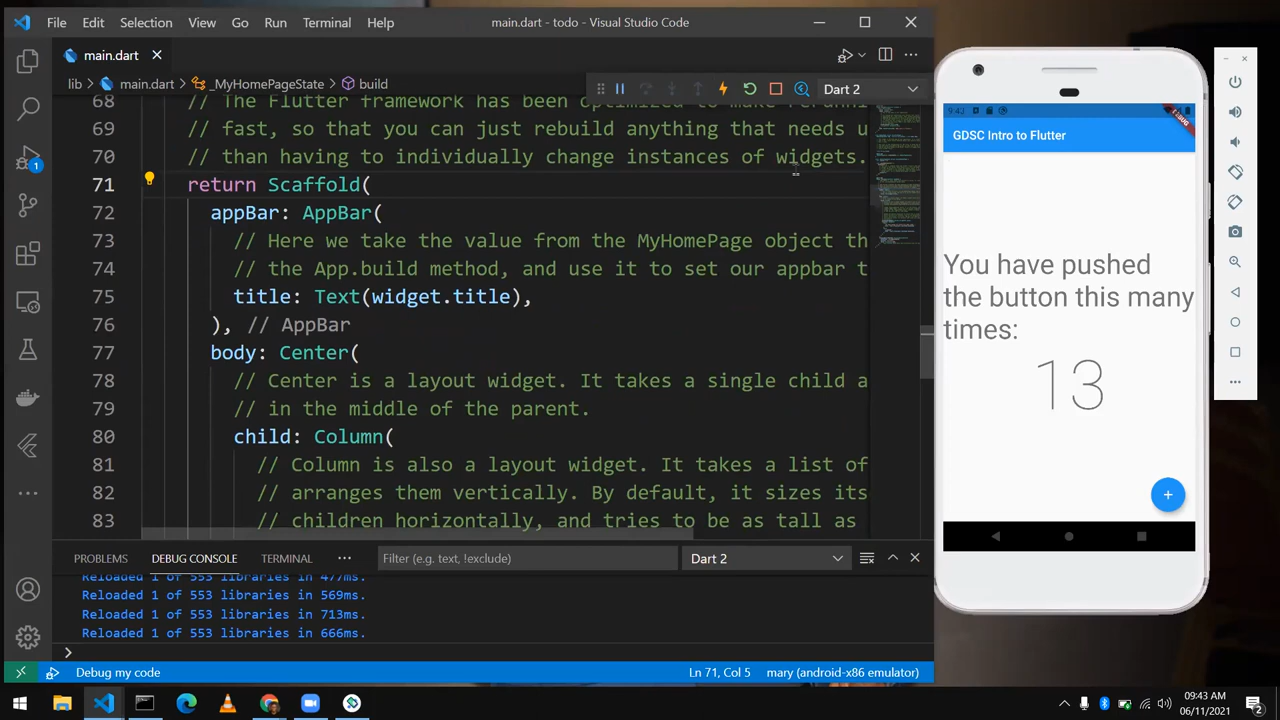 File Edit Selection View Go Run Terminal Help main.dart - todo - Visual Studio Code
main.dart
lib main.dart _MyHomePageState build
Dart 2
68 // The Flutter framework has been optimized to make
69 // fast, so that you can just rebuild anything that needs u
70 // than having to individually change instances of widgets.
71 return Scaffold(
72 appBar: AppBar(
73 // Here we take the value from the MyHomePage object th
74 // the App.build method, and use it to set our appbar t
75 title: Text(widget.title),
76 ), // AppBar
77 body: Center(
78 // Center is a layout widget. It takes a single child a
79 // in the middle of the parent.
80 child: Column(
81 // Column is also a layout widget. It takes a list of
82 // arranges them vertically. By default, it sizes its
83 // children horizontally, and tries to be as tall as
1
PROBLEMS DEBUG CONSOLE TERMINAL Filter (e.g. text, !exclude) Dart 2
Reloaded 1 of 553 libraries in 477ms.
Reloaded 1 of 553 libraries in 569ms.
Reloaded 1 of 553 libraries in 713ms.
Reloaded 1 of 553 libraries in 666ms.
Debug my code Ln 71, Col 5 mary (android-x86 emulator)
9:43
DEBUG
GDSC Intro to Flutter
You have pushed
the button this many
times:
13
09:43 AM
06/11/2021
2